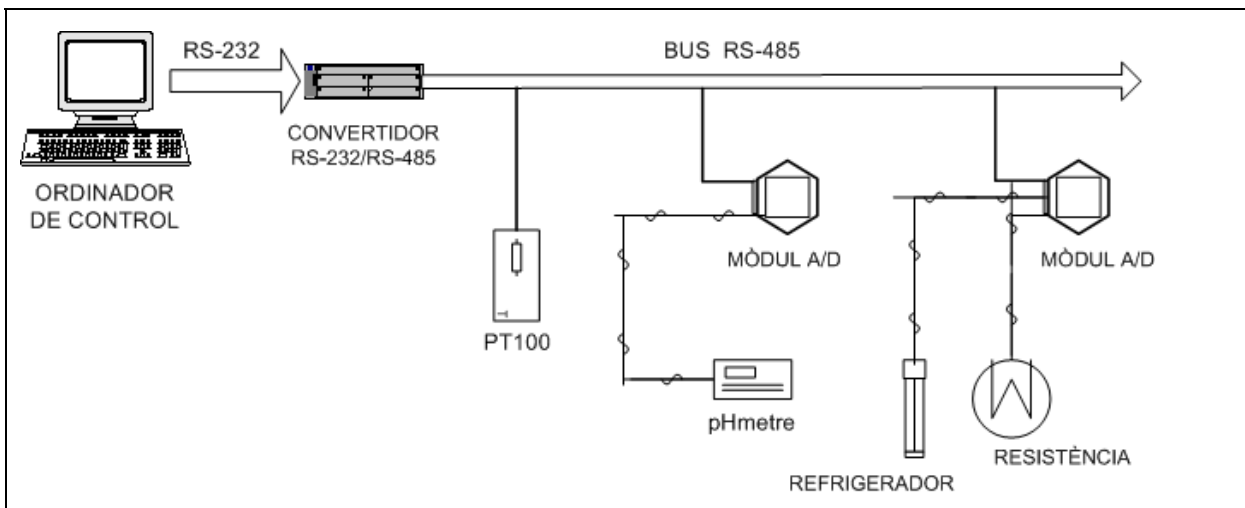 RS-232
BUS RS-485
CONVERTIDOR
RS-232/RS-485
ORDINADOR
DE CONTROL
MÒDUL A/D
MÒDUL A/D
PT100
pHmetre
REFRIGERADOR
RESISTÈNCIA